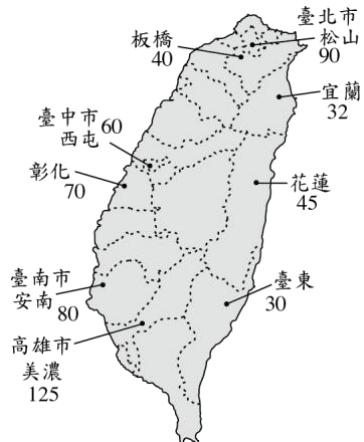 臺北市
松山
90
板橋
40
宜蘭
32
臺中市
西屯
60
彰化
70
花蓮
45
臺南市
安南
80
臺東
30
高雄市
美濃
125